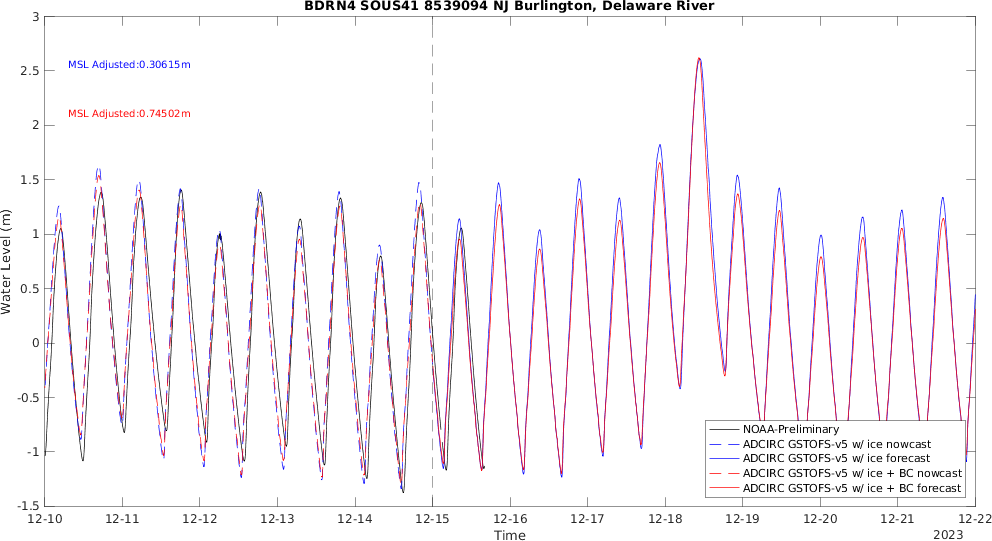 BDRN4 SOUS41 8539094 NJ Burlington, Delaware River
3
2.5
2
1.5
1
0.5
0
-0.5
-1
-1.5
Water Level (m)
MSL Adjusted:0.30615m
MSL Adjusted:0.74502m
NOAA-Preliminary
ADCIRC GSTOFS-v5 w/ ice nowcast
ADCIRC GSTOFS-v5 w/ ice forecast
ADCIRC GSTOFS-v5 w/ ice + BC nowcast
ADCIRC GSTOFS-v5 w/ ice + BC forecast
12-10 12-11 12-12 12-13 12-14 12-15 12-16 12-17 12-18 12-19 12-20 12-21 12-22
Time
2023